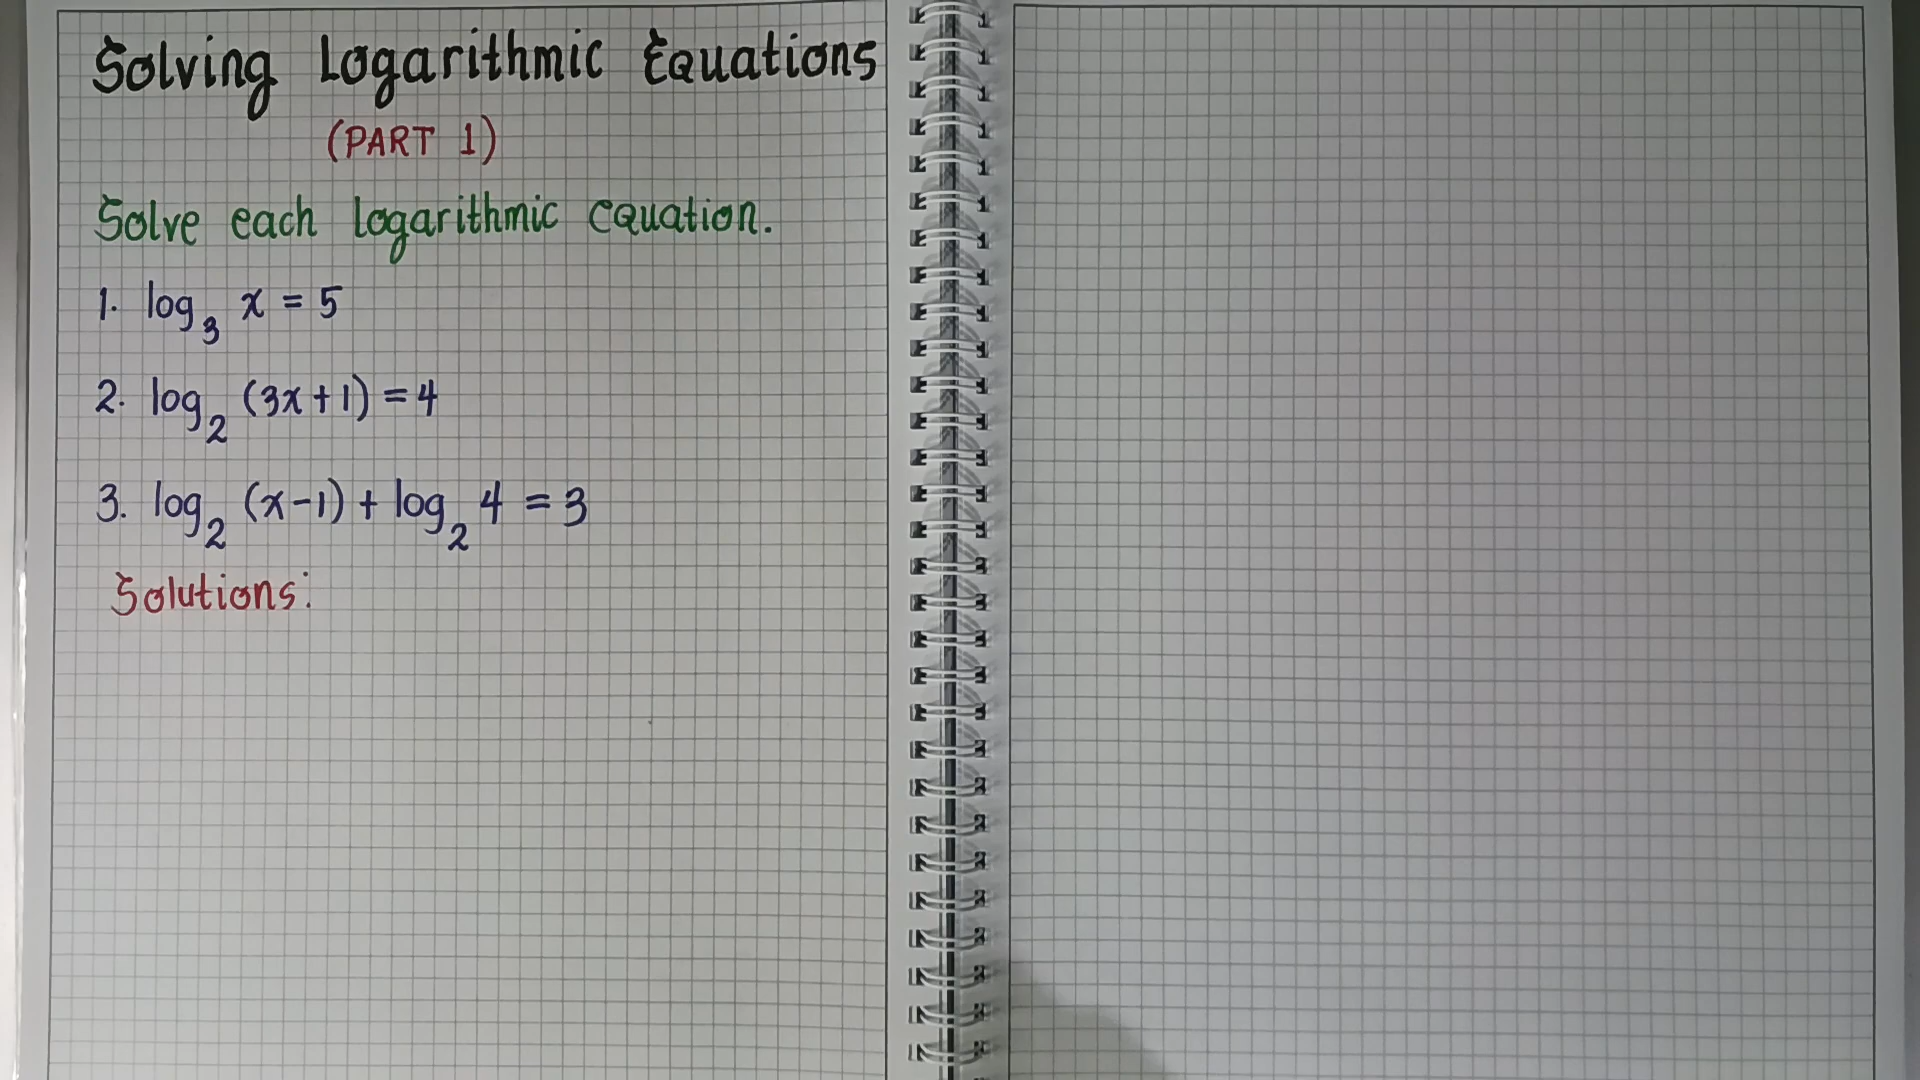 Solving Logarithmic Equations
(PART 1)
Solve each logarithmic equation.
1. log₃ x = 5
2. log₂ (3x+1) = 4
3. log₂ (x-1) + log₂ 4 = 3
Solutions: